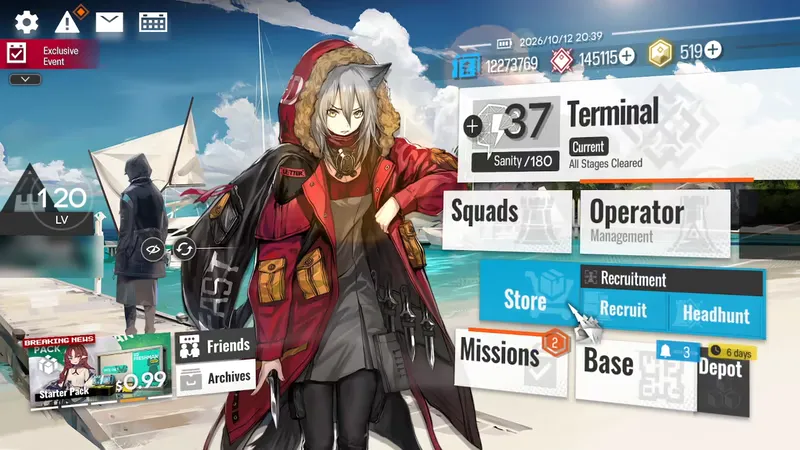 2026/10/12 20:39
Exclusive
Event
12273769
145115
519
37
Sanity /180
Terminal
Current
All Stages Cleared
120
LV
Squads
Operator
Management
Recruitment
Store
Recruit
Headhunt
BREAKING NEWS
PACK
Starter Pack
$0.99
Friends
Archives
Missions
2
Base
3
6 days
Depot